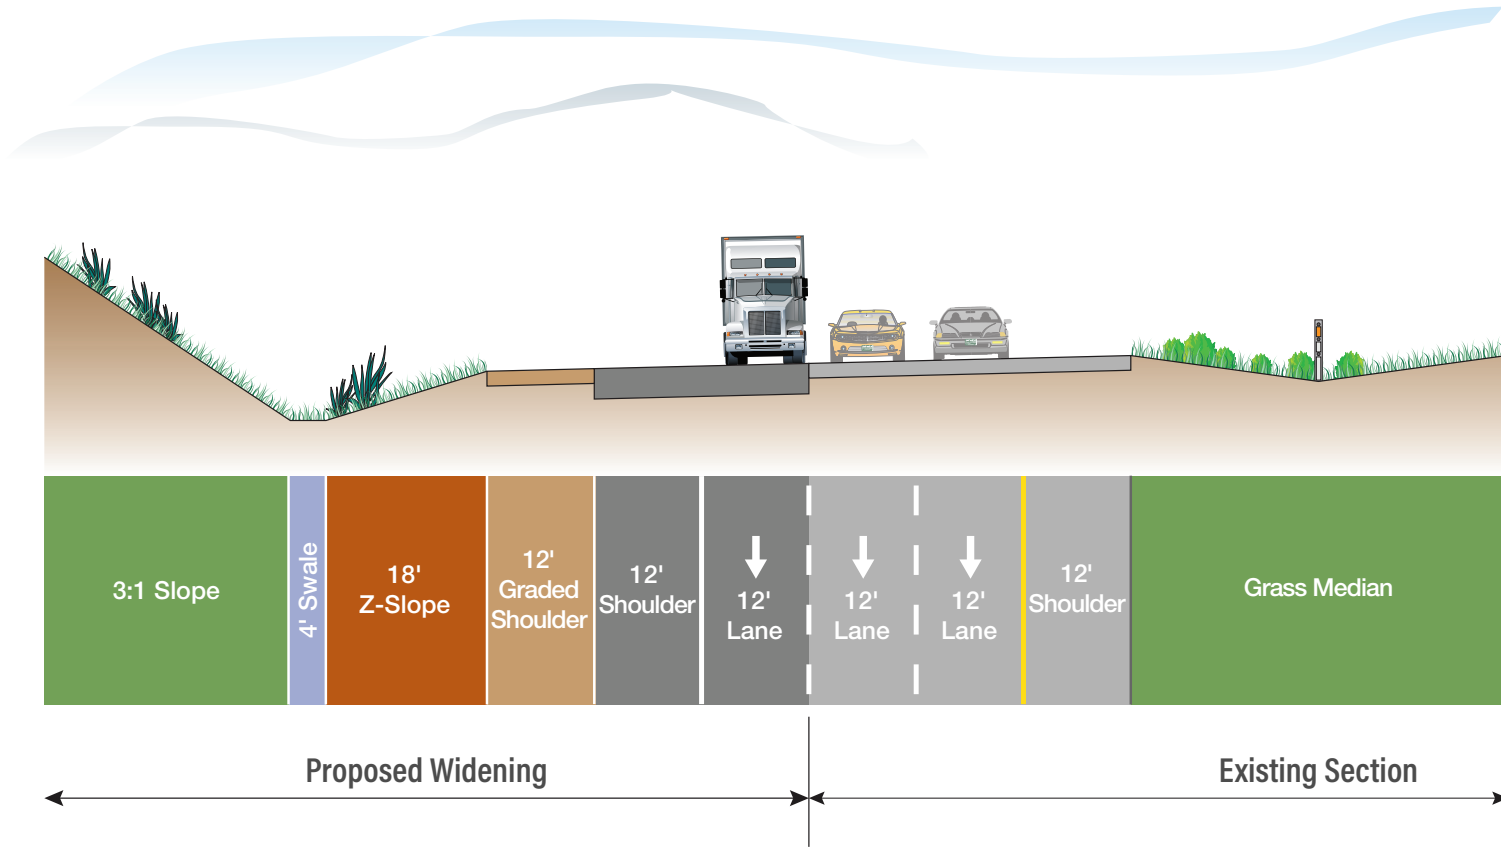 3:1 Slope
4' Swale
18'
Z-Slope
12'
Graded
Shoulder
12'
Shoulder
12'
Lane
12'
Lane
12'
Lane
12'
Shoulder
Grass Median
Proposed Widening
Existing Section